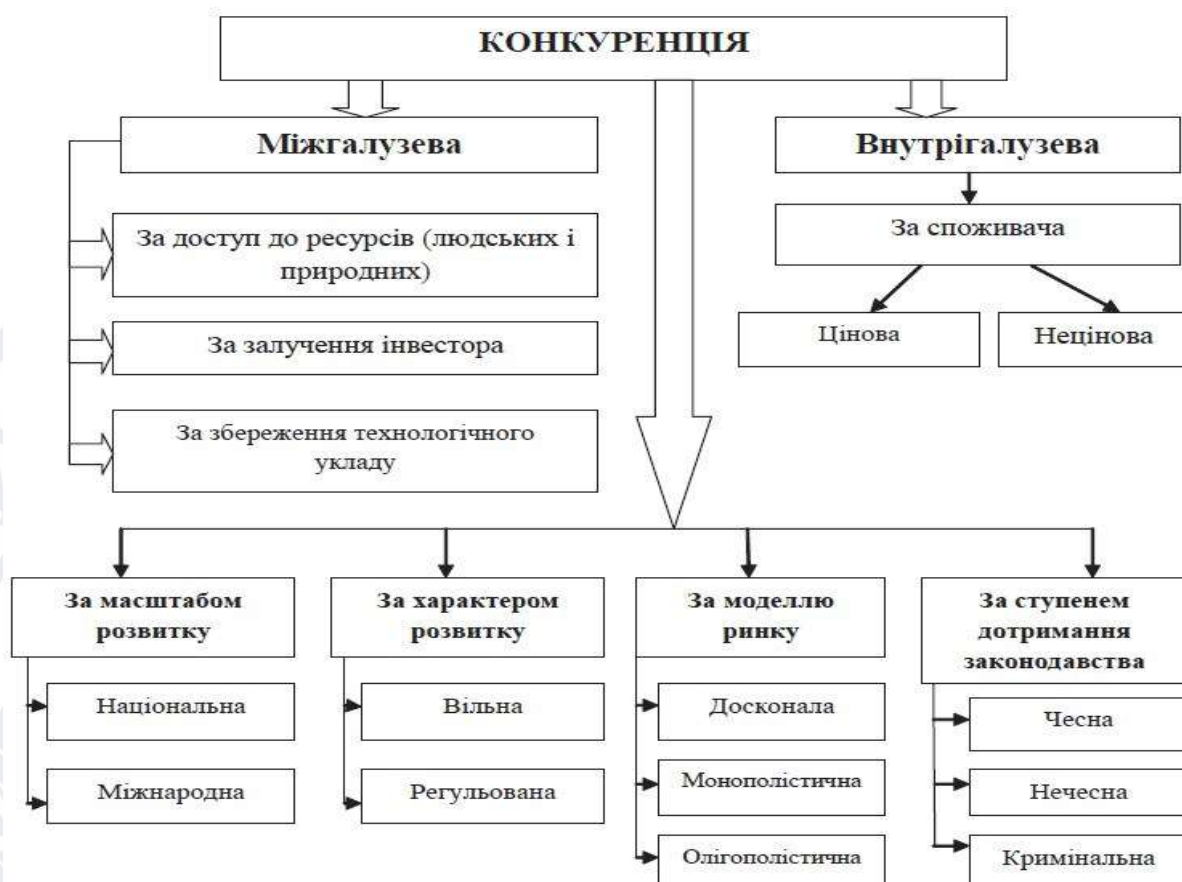 КОНКУРЕНЦІЯ
Міжгалузева
Внутрігалузева
За доступ до ресурсів (людських і
природних)
За споживача
За залучення інвестора
Цінова
Нецінова
За збереження технологічного
укладу
За масштабом
розвитку
Національна
Міжнародна
За характером
розвитку
Вільна
Регульована
За моделлю
ринку
Досконала
Монополістична
Олігополістична
За ступенем
дотримання
законодавства
Чесна
Нечесна
Кримінальна